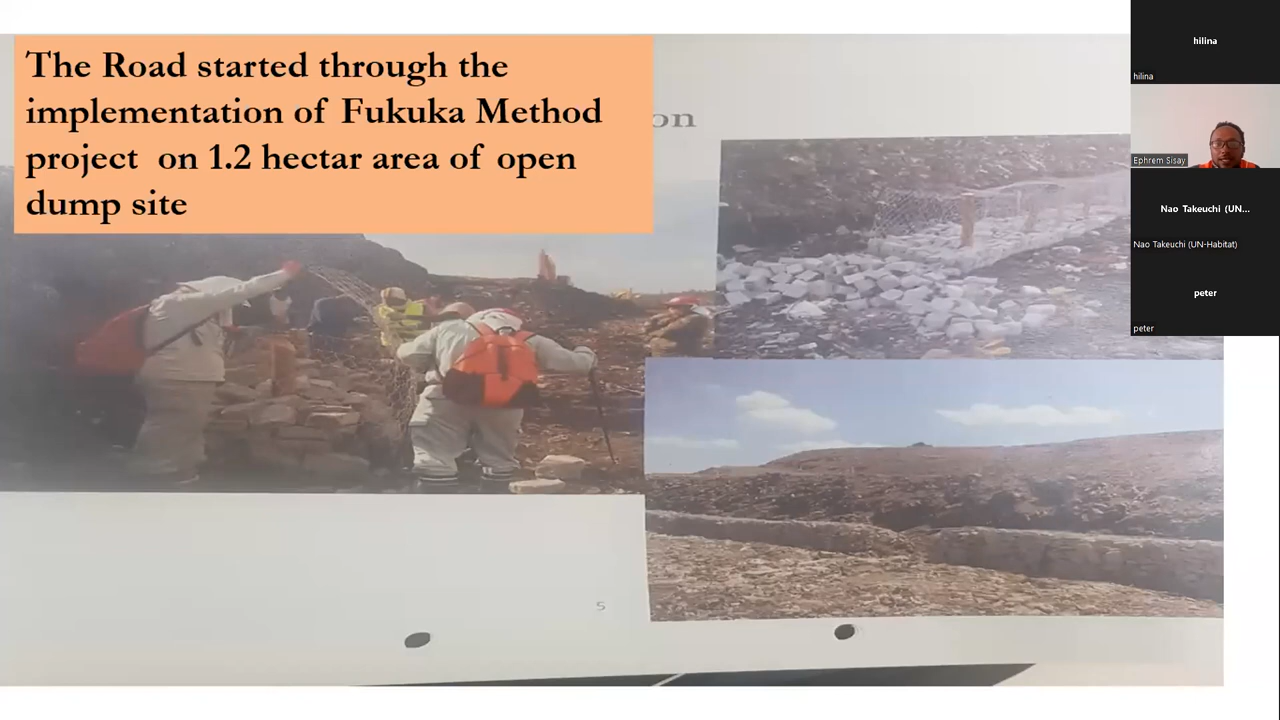 The Road started through the
implementation of Fukuka Method
project on 1.2 hectar area of open
dump site
on
5
hilina
hilina
Ephrem Sisay
Nao Takeuchi (UN...
Nao Takeuchi (UN-Habitat)
peter
peter